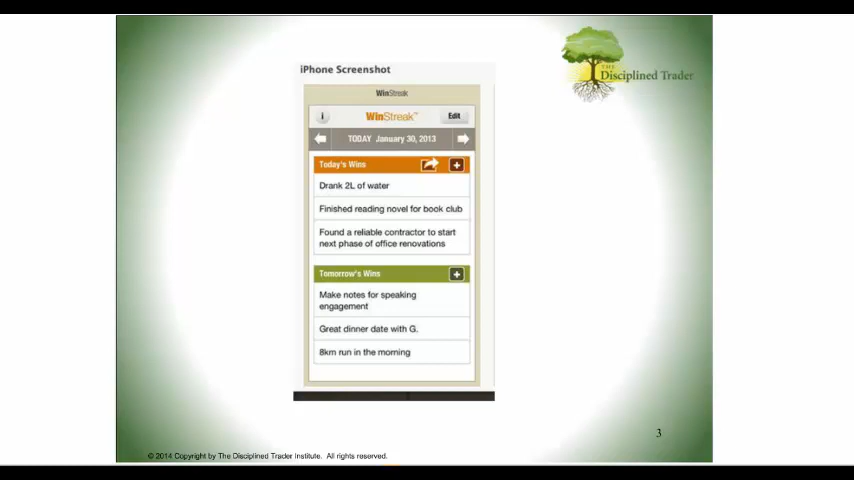 THE
Disciplined Trader
iPhone Screenshot
WinStreak
i
WinStreak™
Edit
TODAY January 30, 2013
Today's Wins
Drank 2L of water
Finished reading novel for book club
Found a reliable contractor to start
next phase of office renovations
Tomorrow's Wins
Make notes for speaking
engagement
Great dinner date with G.
8km run in the morning
3
© 2014 Copyright by The Disciplined Trader Institute. All rights reserved.